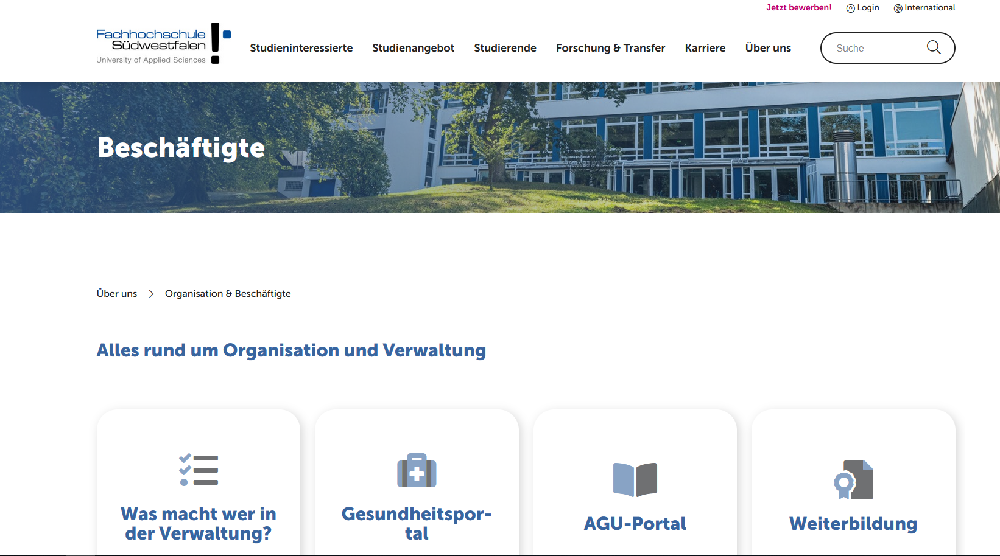 Jetzt bewerben!
Login
International
Fachhochschule
Südwestfalen
University of Applied Sciences
Studieninteressierte
Studienangebot
Studierende
Forschung & Transfer
Karriere
Über uns
Suche
Beschäftigte
Über uns
Organisation & Beschäftigte
Alles rund um Organisation und Verwaltung
Was macht wer in
der Verwaltung?
Gesundheitspor-
tal
AGU-Portal
Weiterbildung